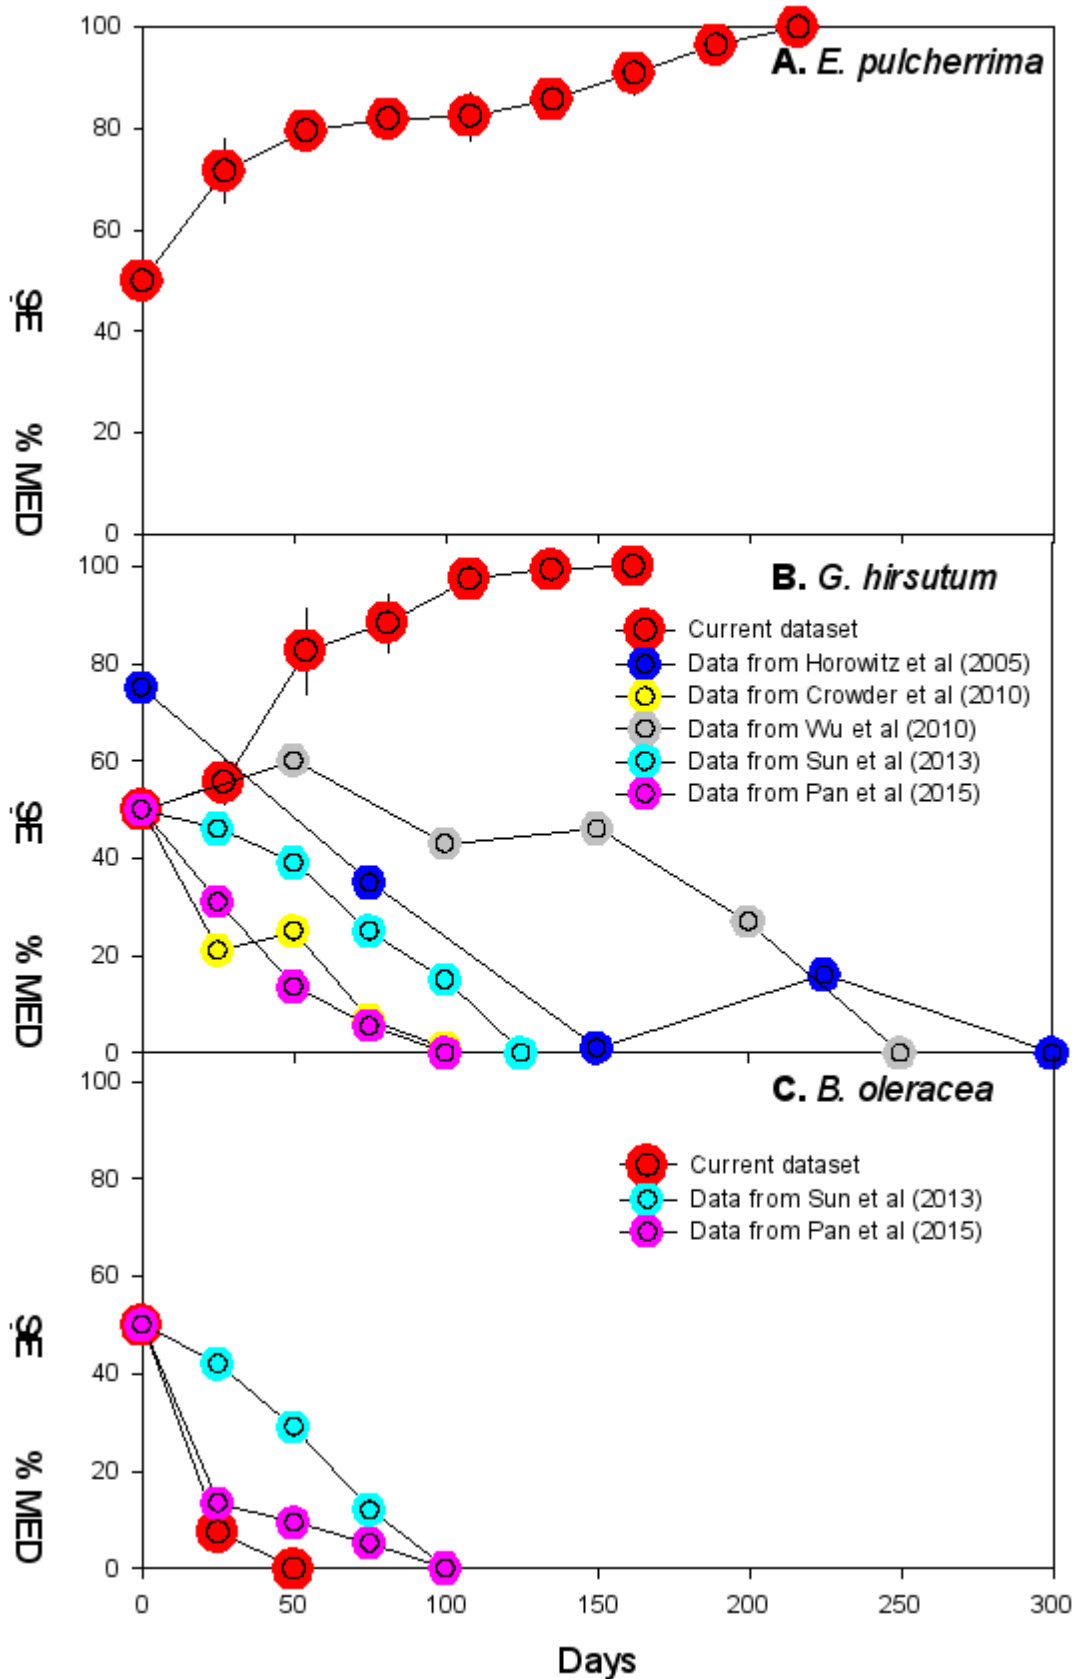 100
80
60
40
20
0
A. E. pulcherrima
% MED
100
80
60
40
20
0
B. G. hirsutum
Current dataset
Data from Horowitz et al (2005)
Data from Crowder et al (2010)
Data from Wu et al (2010)
Data from Sun et al (2013)
Data from Pan et al (2015)
% MED
100
80
60
40
20
0
C. B. oleracea
Current dataset
Data from Sun et al (2013)
Data from Pan et al (2015)
% MED
0 50 100 150 200 250 300
Days